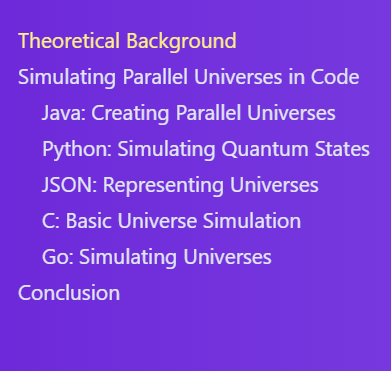 Theoretical Background
Simulating Parallel Universes in Code
Java: Creating Parallel Universes
Python: Simulating Quantum States
JSON: Representing Universes
C: Basic Universe Simulation
Go: Simulating Universes
Conclusion